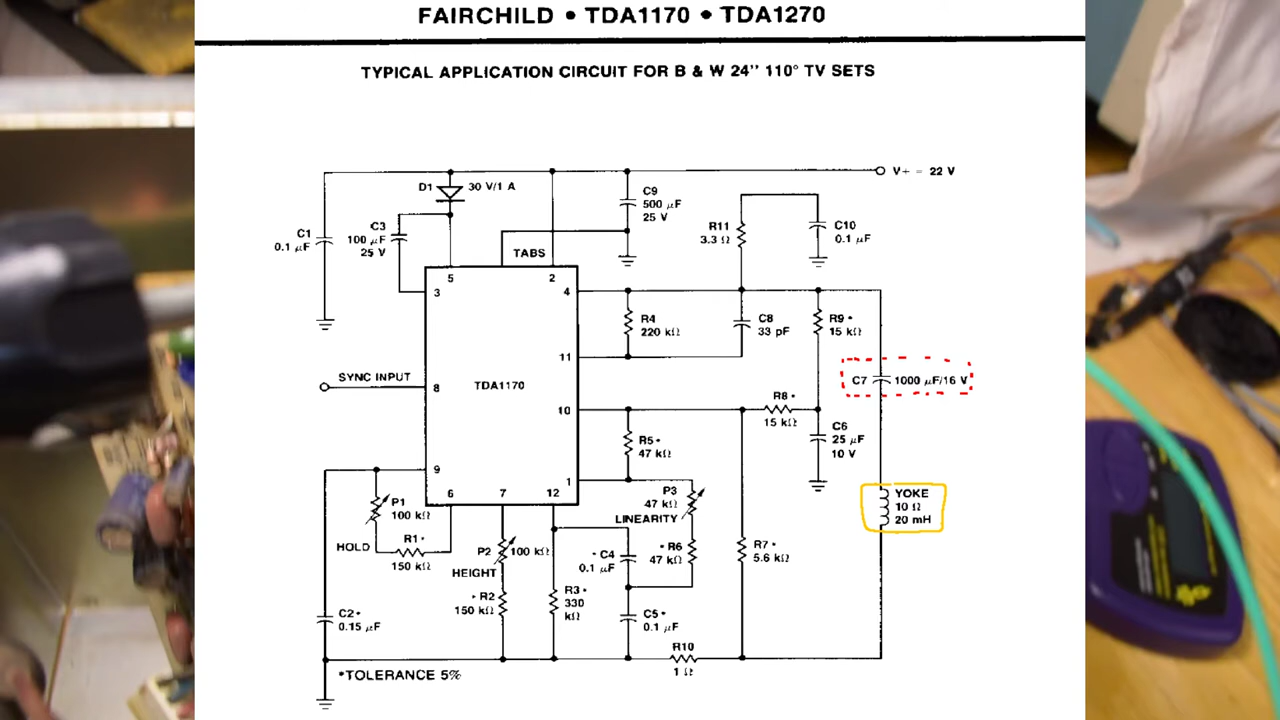 FAIRCHILD • TDA1170 • TDA1270
TYPICAL APPLICATION CIRCUIT FOR B & W 24" 110° TV SETS
V+ = 22 V
D1
30 V/1 A
C9
500 μF
25 V
C3
100 μF
25 V
C1
0.1 μF
R11
3.3 Ω
C10
0.1 μF
TABS
5
2
3
4
R4
220 kΩ
C8
33 pF
R9•
15 kΩ
11
SYNC INPUT
8
TDA1170
C7
1000 μF/16 V
R8•
15 kΩ
10
C6
25 μF
10 V
R5•
47 kΩ
9
1
6
7
12
P1
100 kΩ
HOLD
R1•
150 kΩ
P3
47 kΩ
LINEARITY
YOKE
10 Ω
20 mH
P2
100 kΩ
HEIGHT
•C4
0.1 μF
•R6
47 kΩ
R7•
5.6 kΩ
•R2
150 kΩ
R3•
330
kΩ
C2•
0.15 μF
C5•
0.1 μF
R10
1 Ω
*TOLERANCE 5%